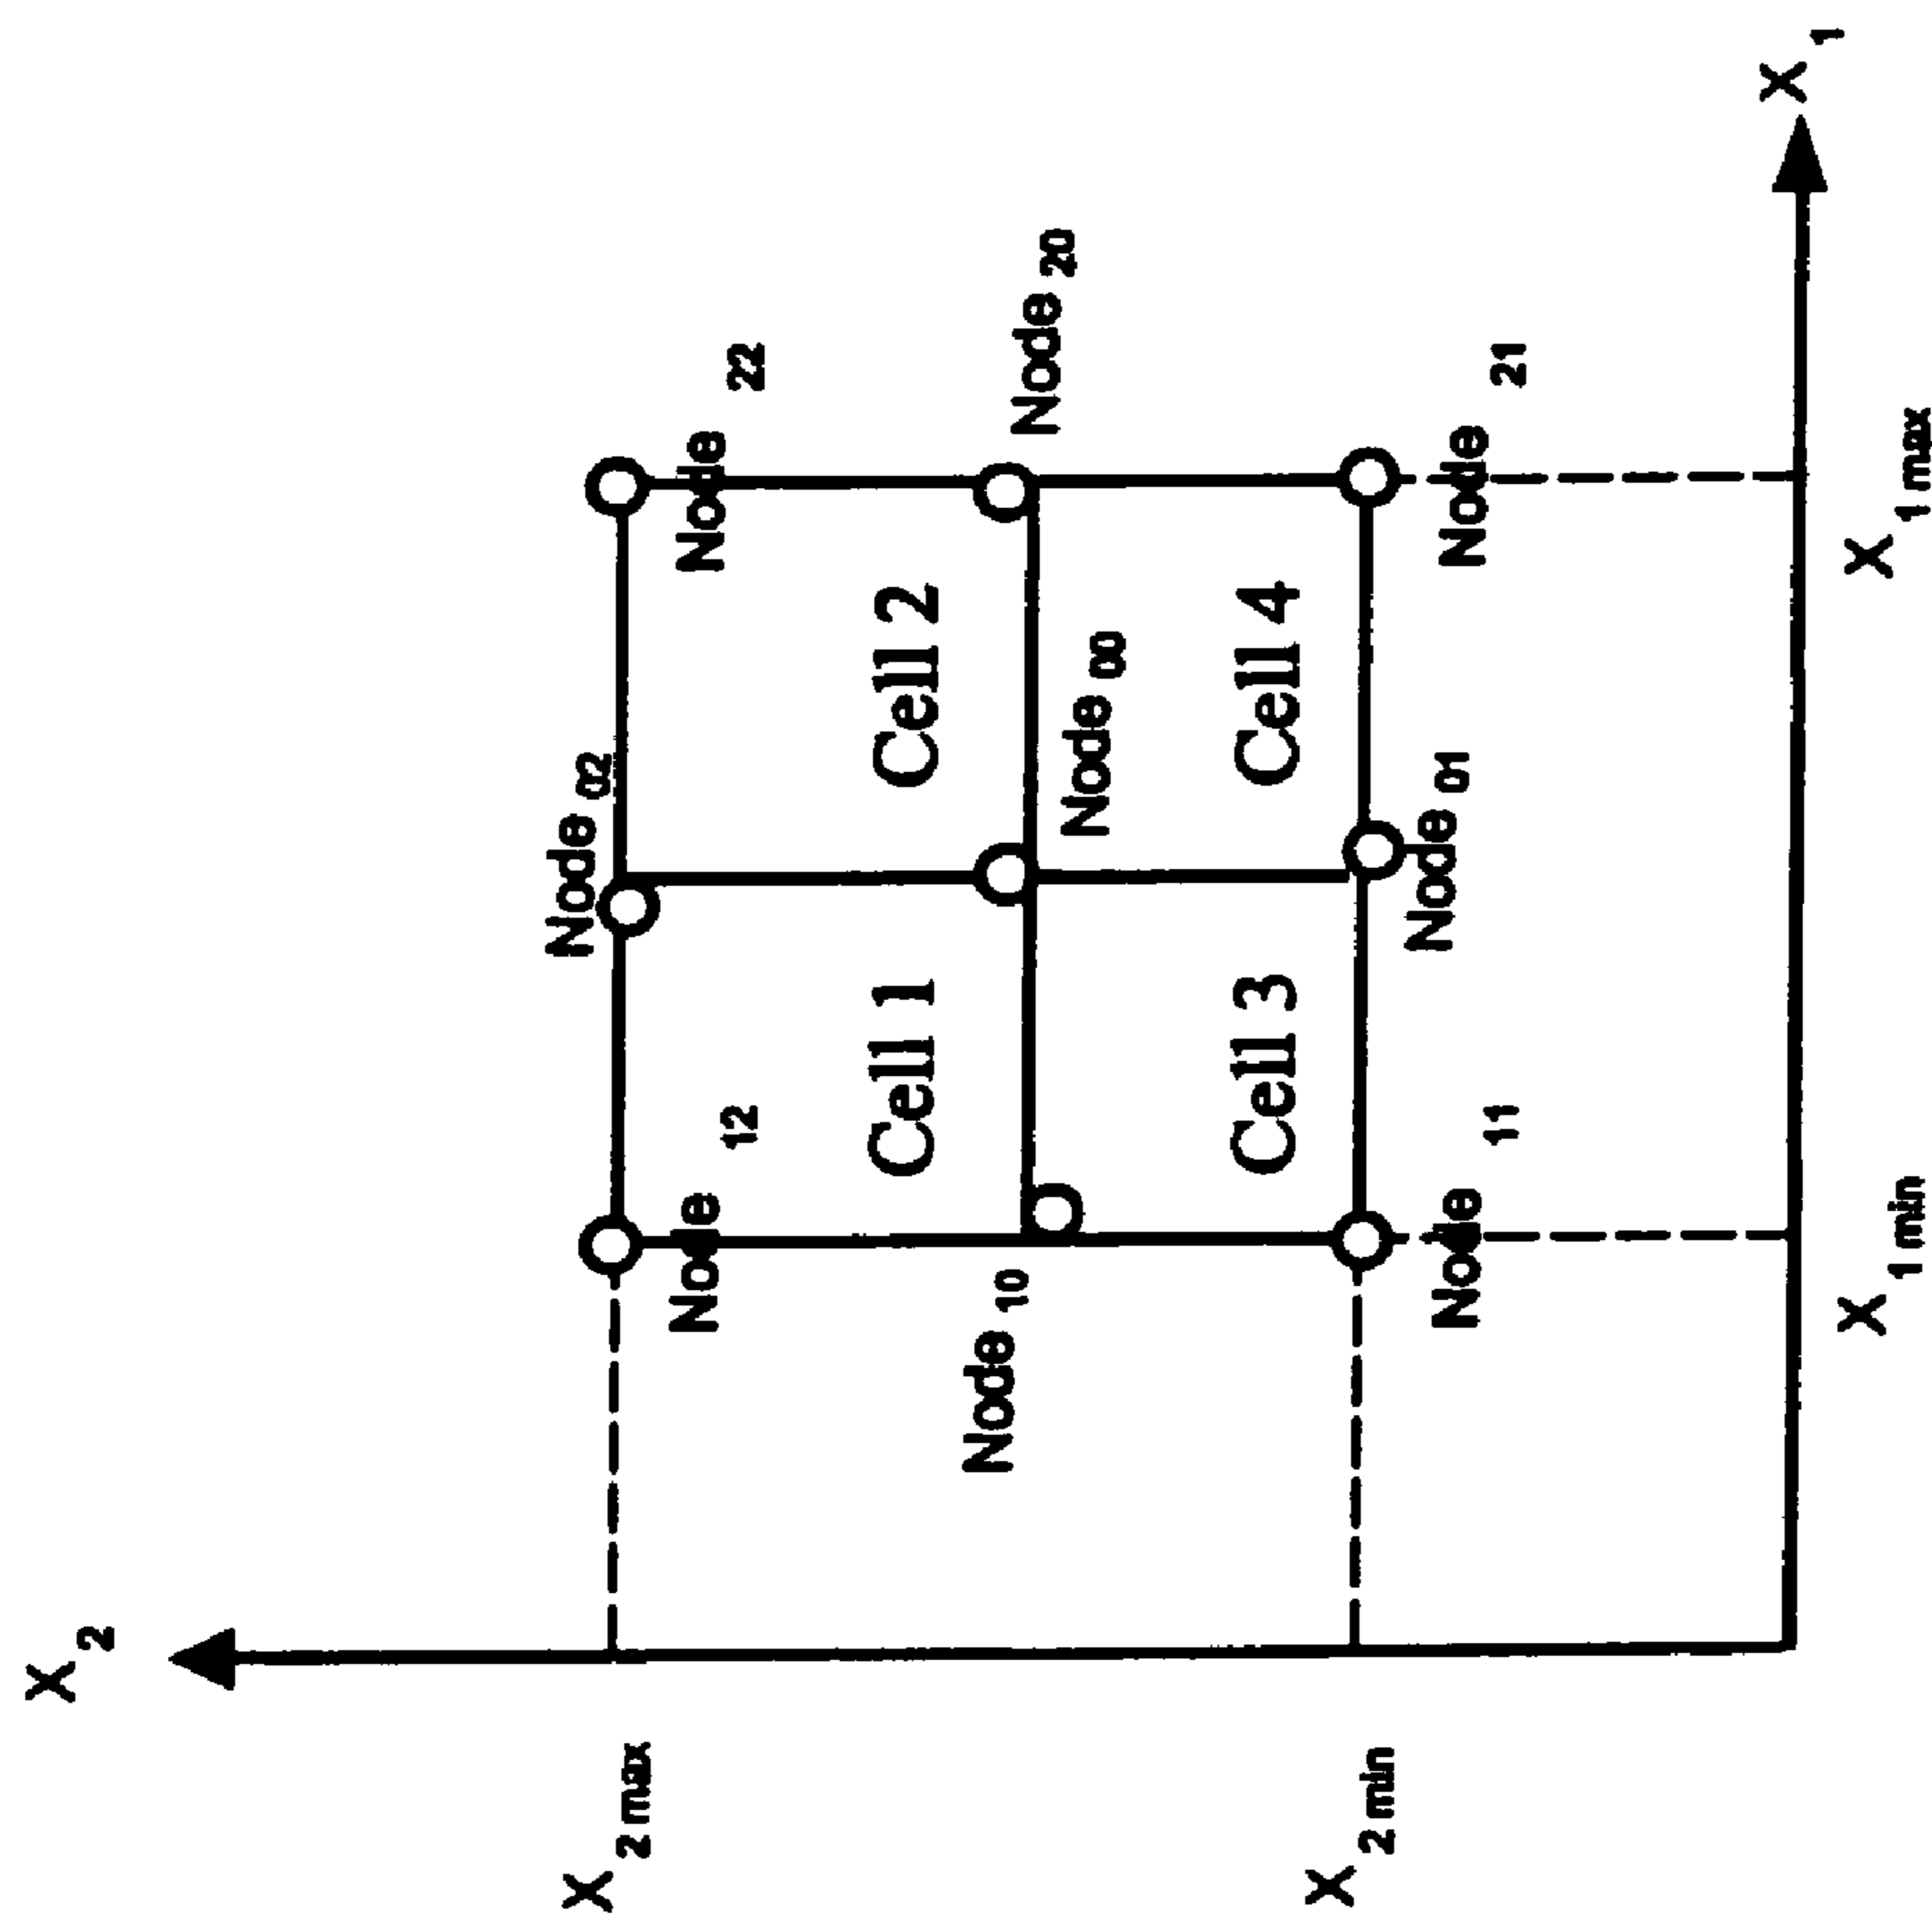 X 2
X 2 max
Node 02
Node 12
Node 22
Cell 1
Cell 2
Node 10
Node 20
Node 00
Cell 3
Cell 4
X 2 min
Node 01
Node 11
Node 21
X 1
X 1 min
X 1 max